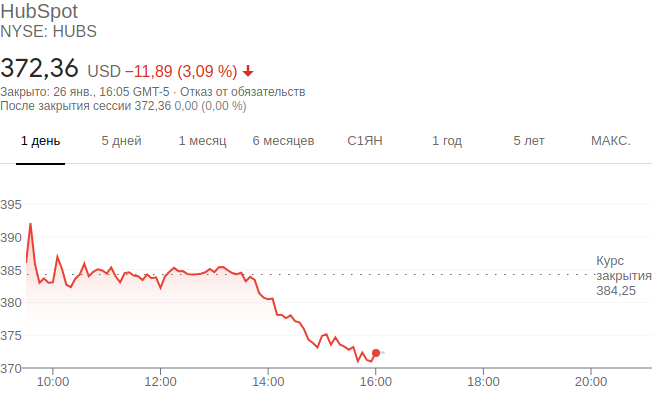 HubSpot
NYSE: HUBS
372,36 USD −11,89 (3,09 %)
Закрыто: 26 янв., 16:05 GMT-5 · Отказ от обязательств
После закрытия сессии 372,36 0,00 (0,00 %)
1 день 5 дней 1 месяц 6 месяцев С1ЯН 1 год 5 лет МАКС.
395
390
Курс
385 закрытия
384,25
380
375
370
10:00 12:00 14:00 16:00 18:00 20:00